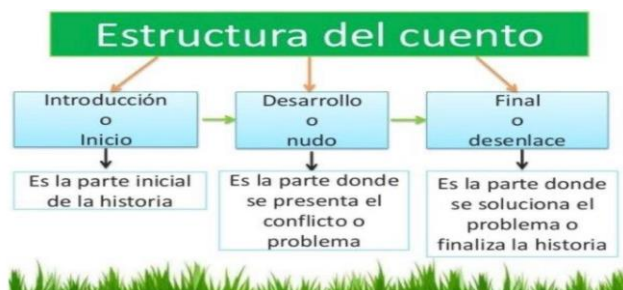 Estructura del cuento
Introducción
o
Inicio
Desarrollo
o
nudo
Final
o
desenlace
Es la parte inicial
de la historia
Es la parte donde
se presenta el
conflicto o
problema
Es la parte donde
se soluciona el
problema o
finaliza la historia